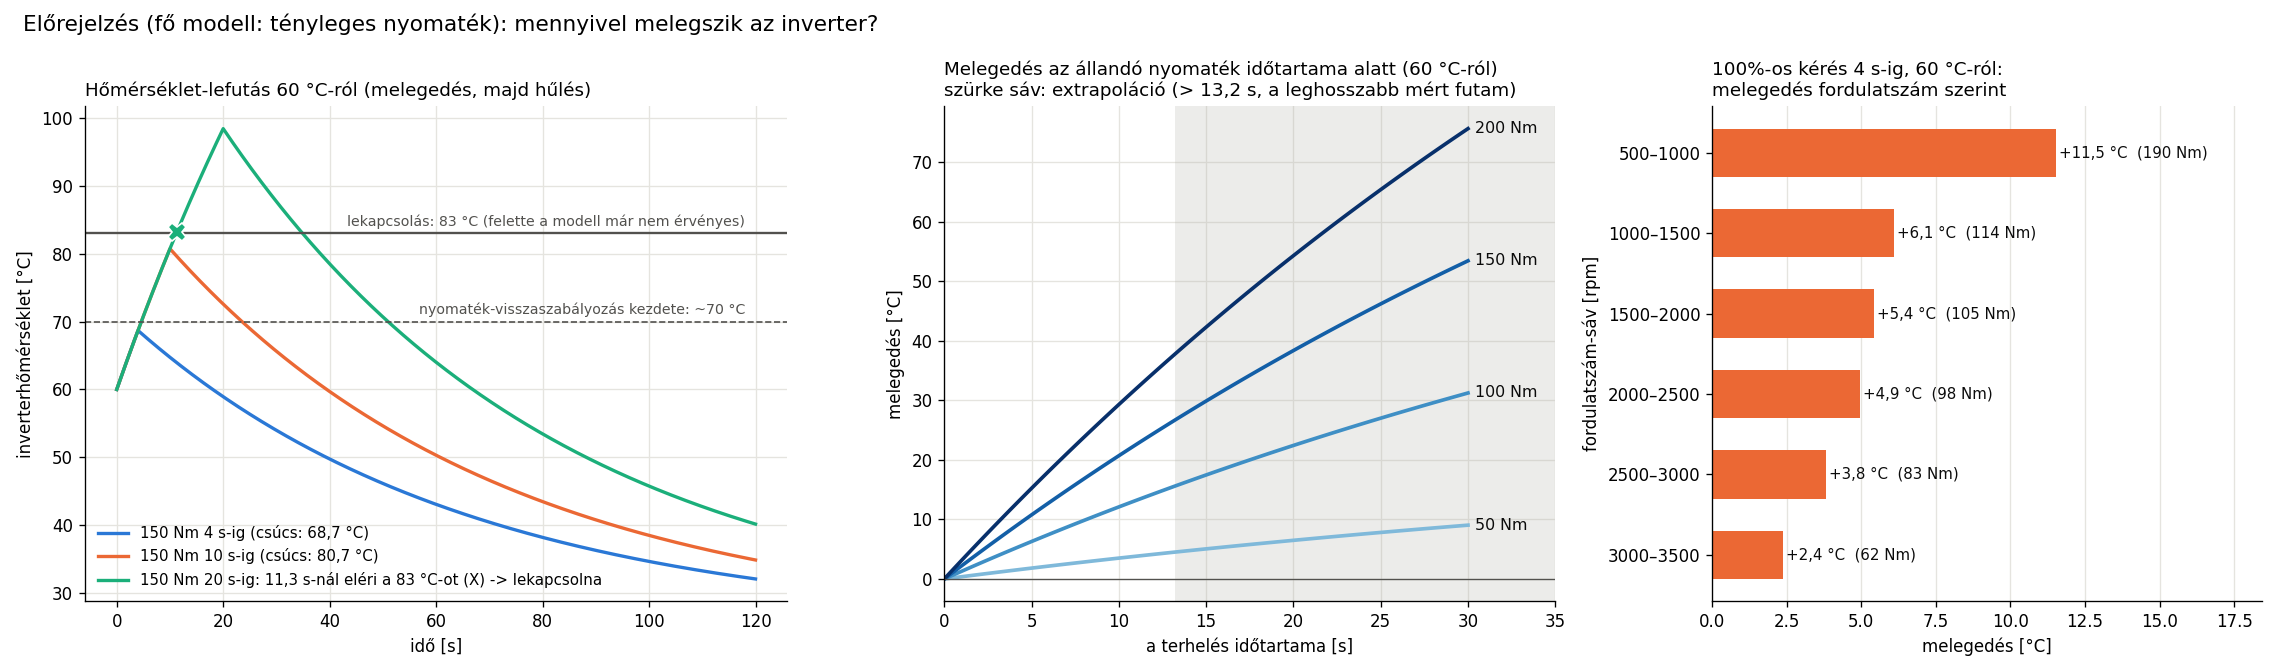 Előrejelzés (fő modell: tényleges nyomaték): mennyivel melegszik az inverter?
Hőmérséklet-lefutás 60 °C-ról (melegedés, majd hűlés)
inverterhőmérséklet [°C]
100
90
80
70
60
50
40
30
lekapcsolás: 83 °C (felette a modell már nem érvényes)
nyomaték-visszaszabályozás kezdete: ~70 °C
150 Nm 4 s-ig (csúcs: 68,7 °C)
150 Nm 10 s-ig (csúcs: 80,7 °C)
150 Nm 20 s-ig: 11,3 s-nál eléri a 83 °C-ot (X) -> lekapcsolna
0 20 40 60 80 100 120
idő [s]
Melegedés az állandó nyomaték időtartama alatt (60 °C-ról)
szürke sáv: extrapoláció (> 13,2 s, a leghosszabb mért futam)
melegedés [°C]
70
60
50
40
30
20
10
0
200 Nm
150 Nm
100 Nm
50 Nm
0 5 10 15 20 25 30 35
a terhelés időtartama [s]
100%-os kérés 4 s-ig, 60 °C-ról:
melegedés fordulatszám szerint
fordulatszám-sáv [rpm]
500–1000 +11,5 °C (190 Nm)
1000–1500 +6,1 °C (114 Nm)
1500–2000 +5,4 °C (105 Nm)
2000–2500 +4,9 °C (98 Nm)
2500–3000 +3,8 °C (83 Nm)
3000–3500 +2,4 °C (62 Nm)
0.0 2.5 5.0 7.5 10.0 12.5 15.0 17.5
melegedés [°C]